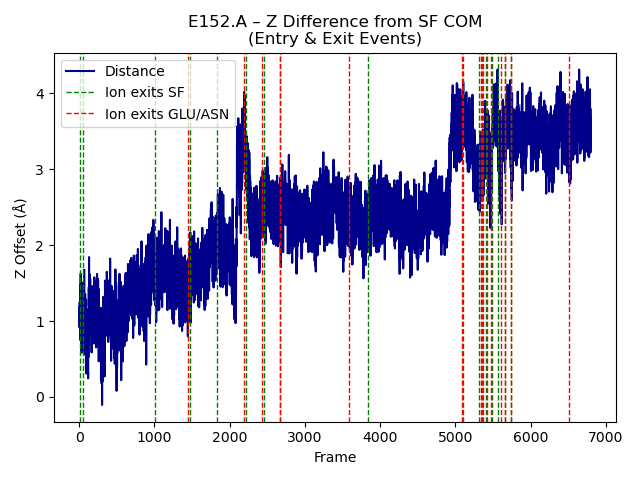 E152.A – Z Difference from SF COM
(Entry & Exit Events)
Distance
Ion exits SF
Ion exits GLU/ASN
Z Offset (Å)
4
3
2
1
0
0 1000 2000 3000 4000 5000 6000 7000
Frame